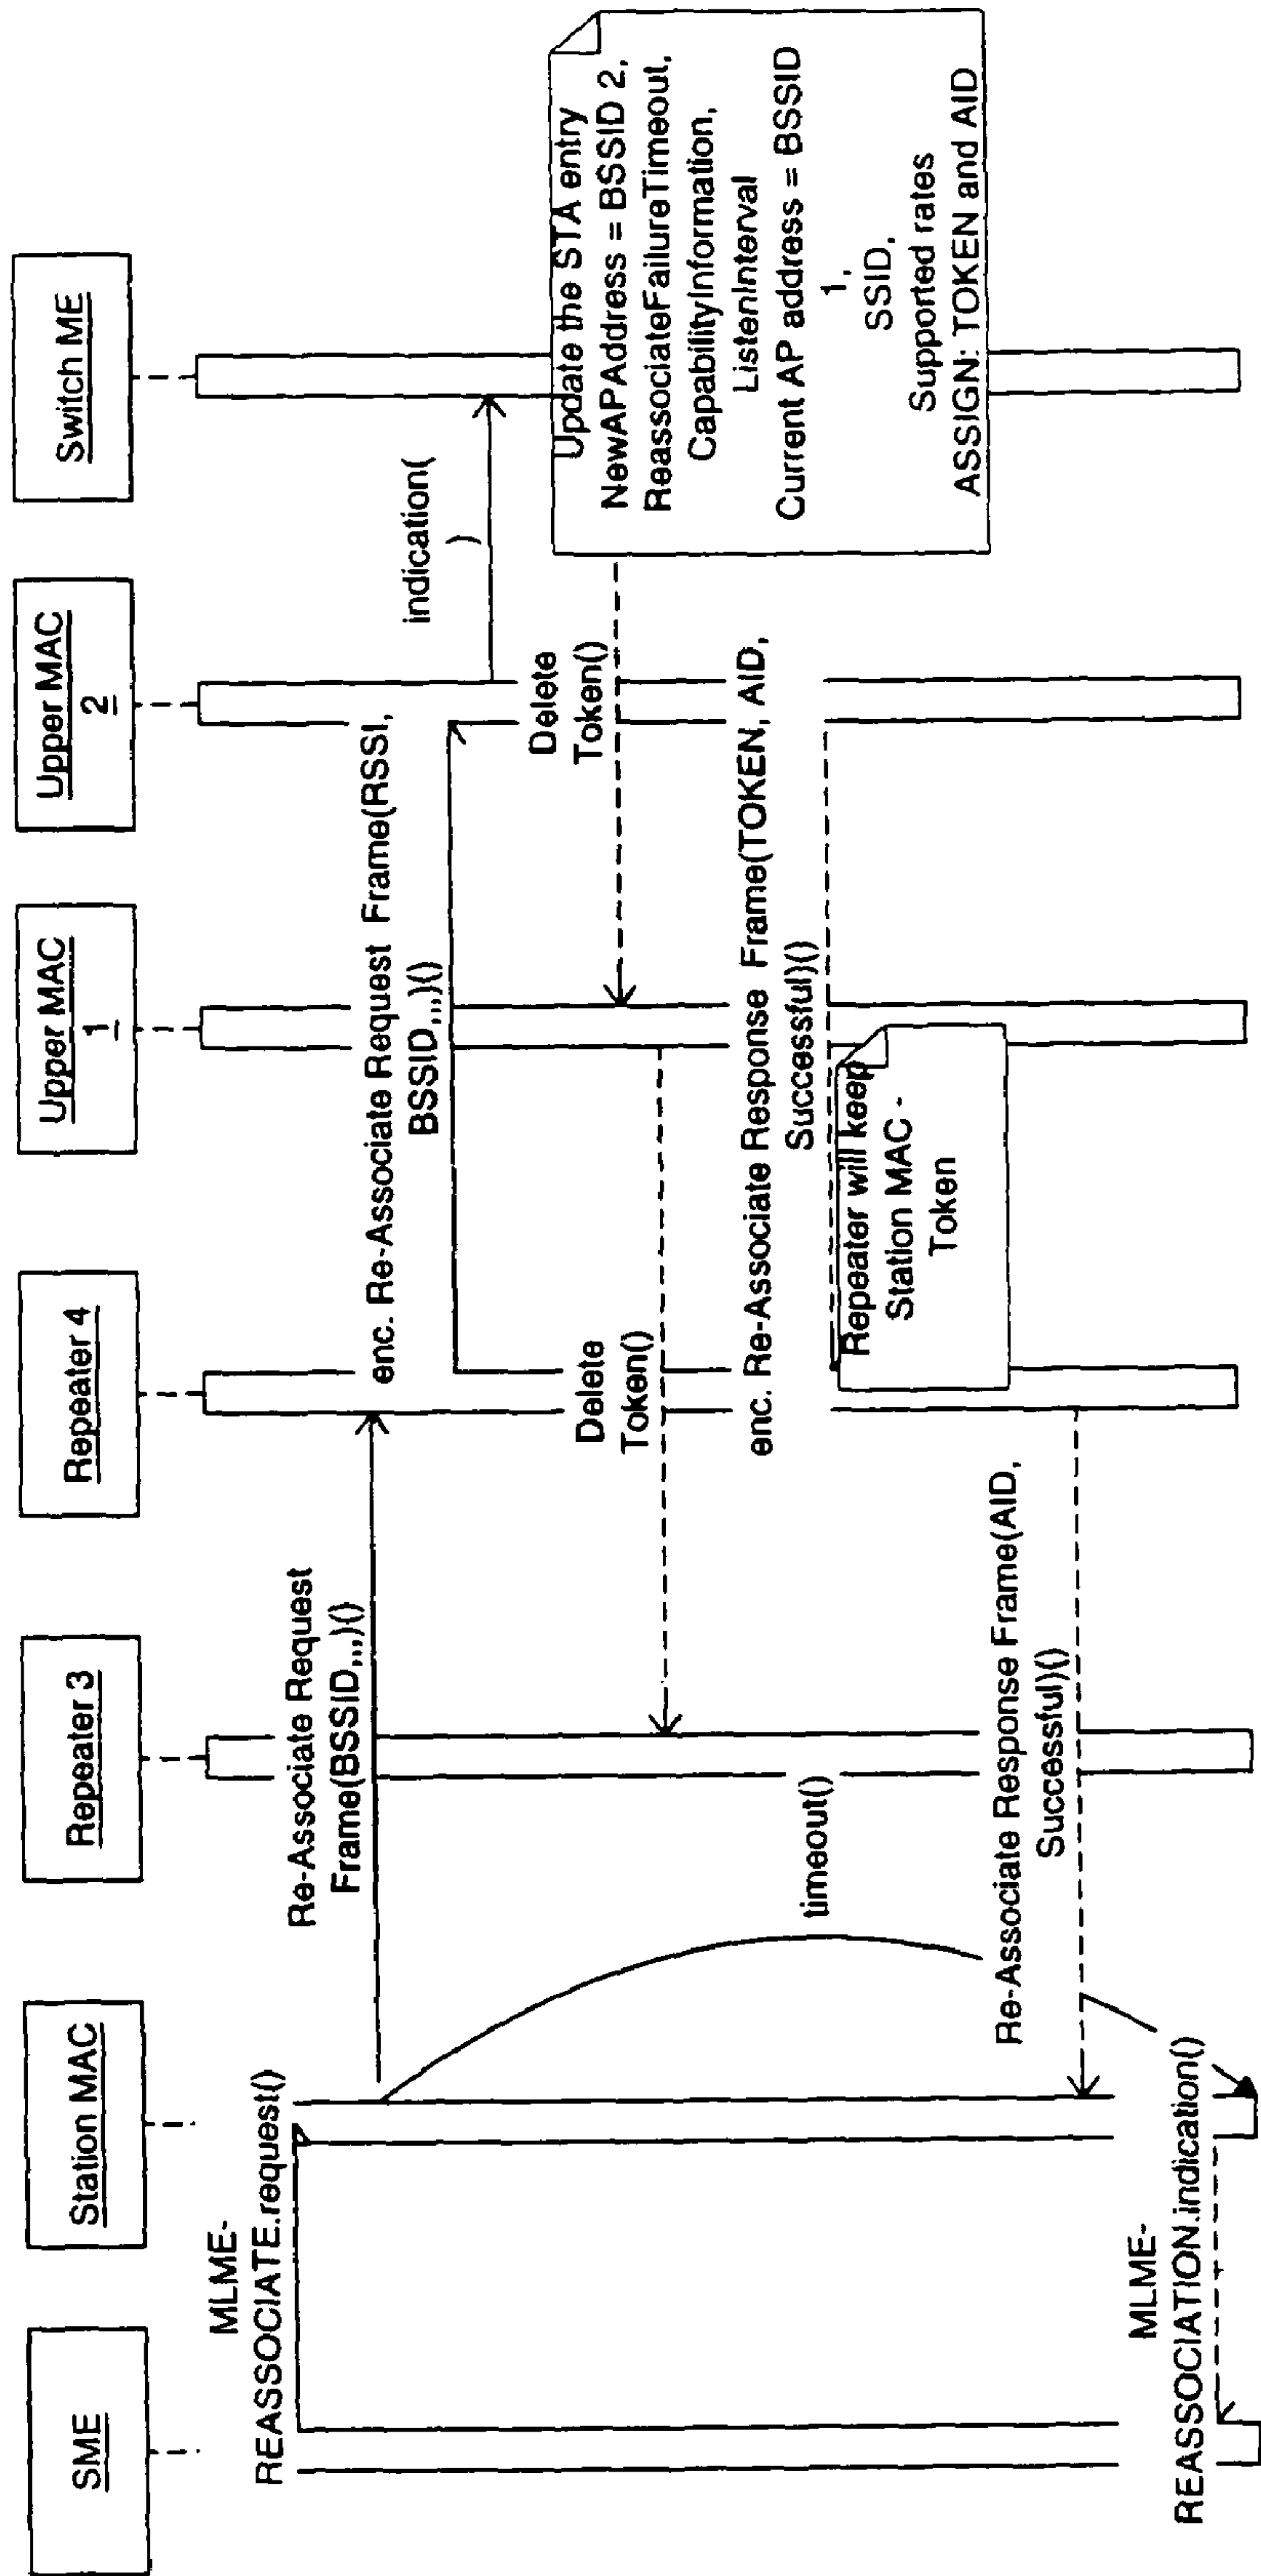 SME
Station MAC
Repeater 3
Repeater 4
Upper MAC
1
Upper MAC
2
Switch ME
MLME-
REASSOCIATE.request()
Re-Associate Request
Frame(BSSID,,,)()
enc. Re-Associate Request Frame(RSSI,
BSSID,,,)()
indication(
)
Update the STA entry
NewAPAddress = BSSID 2,
ReassociateFailureTimeout,
CapabilityInformation,
ListenInterval
Current AP address = BSSID
1,
SSID,
Supported rates
ASSIGN: TOKEN and AID
Delete
Token()
Delete
Token()
enc. Re-Associate Response Frame(TOKEN, AID,
Successful)()
Repeater will keep
Station MAC -
Token
timeout()
Re-Associate Response Frame(AID,
Successful)()
MLME-
REASSOCIATION.indication()